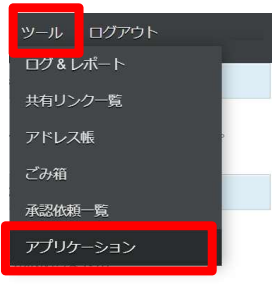 ツール ログアウト
ログ＆レポート
共有リンク一覧
アドレス帳
ごみ箱
承認依頼一覧
アプリケーション